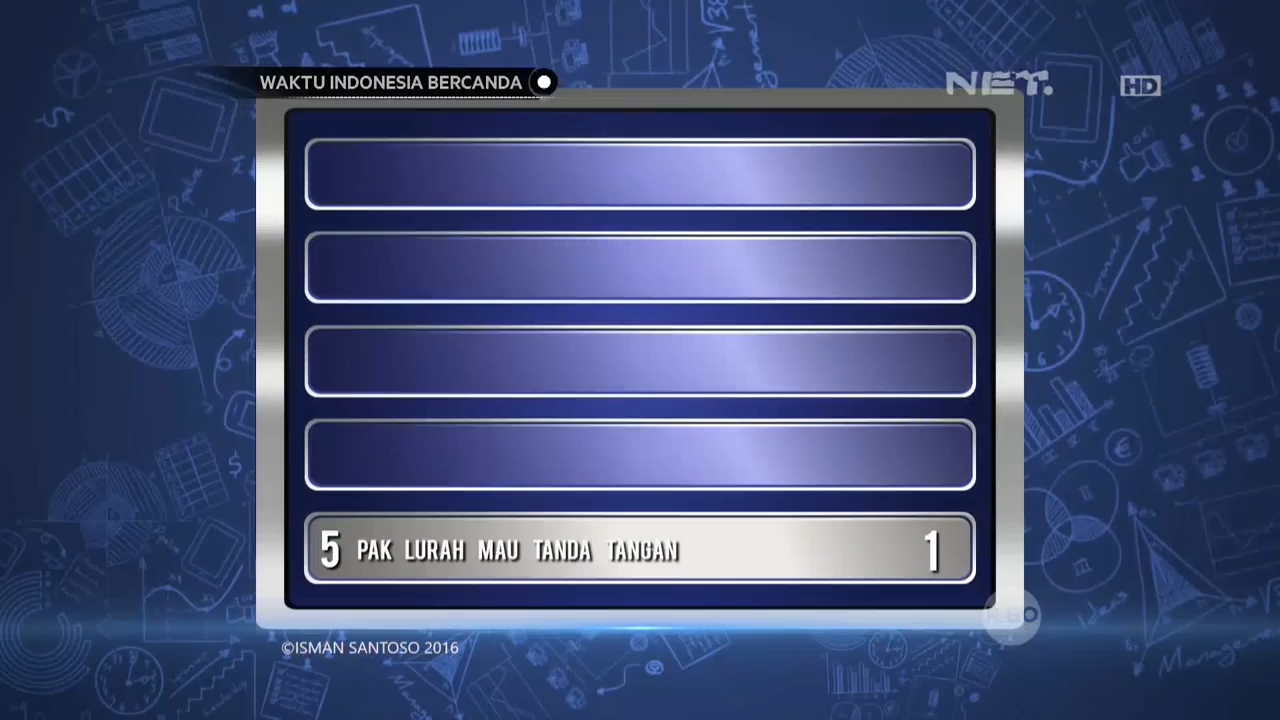 WAKTU INDONESIA BERCANDA
NET.
HD
5 PAK LURAH MAU TANDA TANGAN 1
©ISMAN SANTOSO 2016